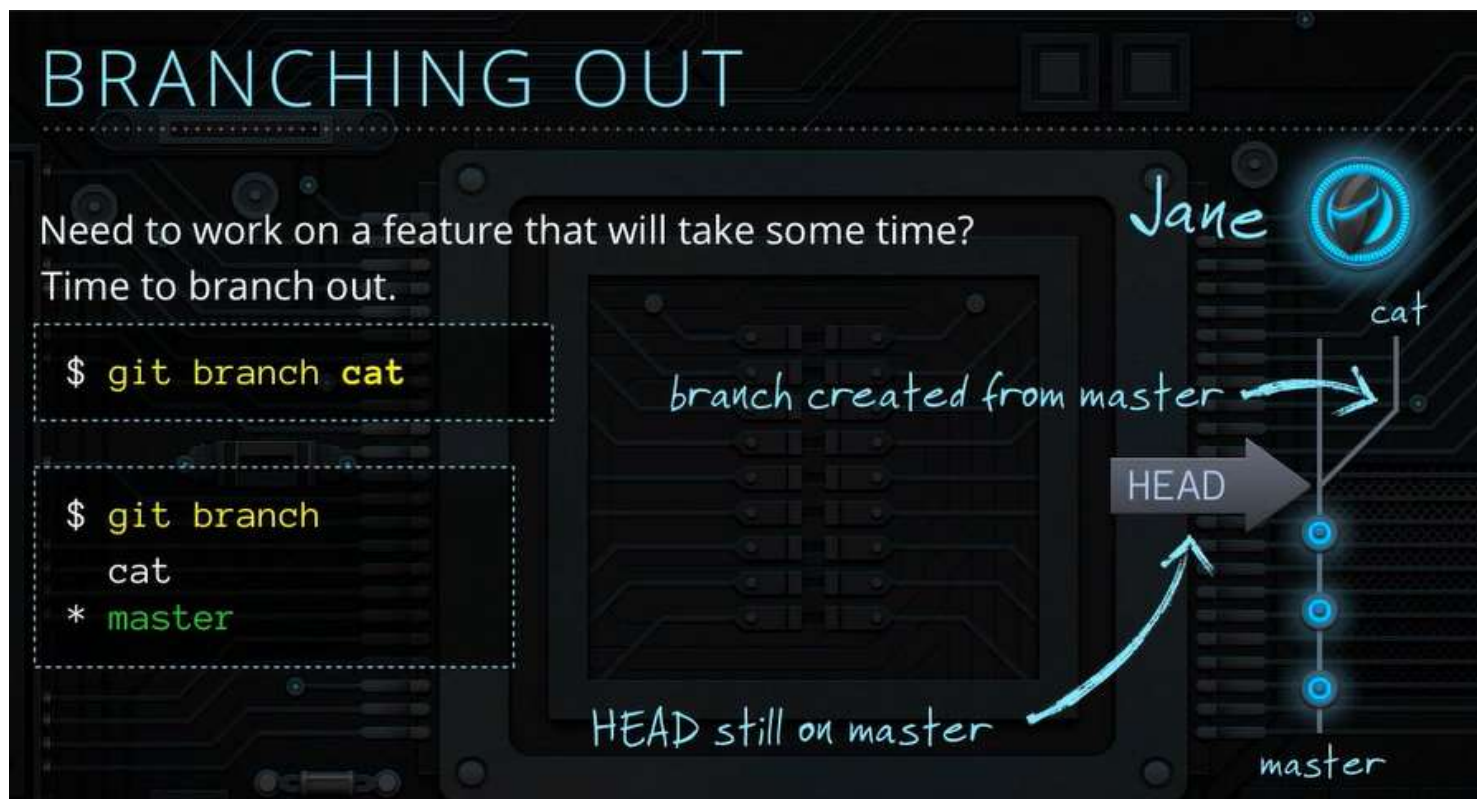 BRANCHING OUT
Need to work on a feature that will take some time?
Time to branch out.
$ git branch cat
$ git branch
cat
* master
Jane
cat
branch created from master
HEAD
HEAD still on master
master